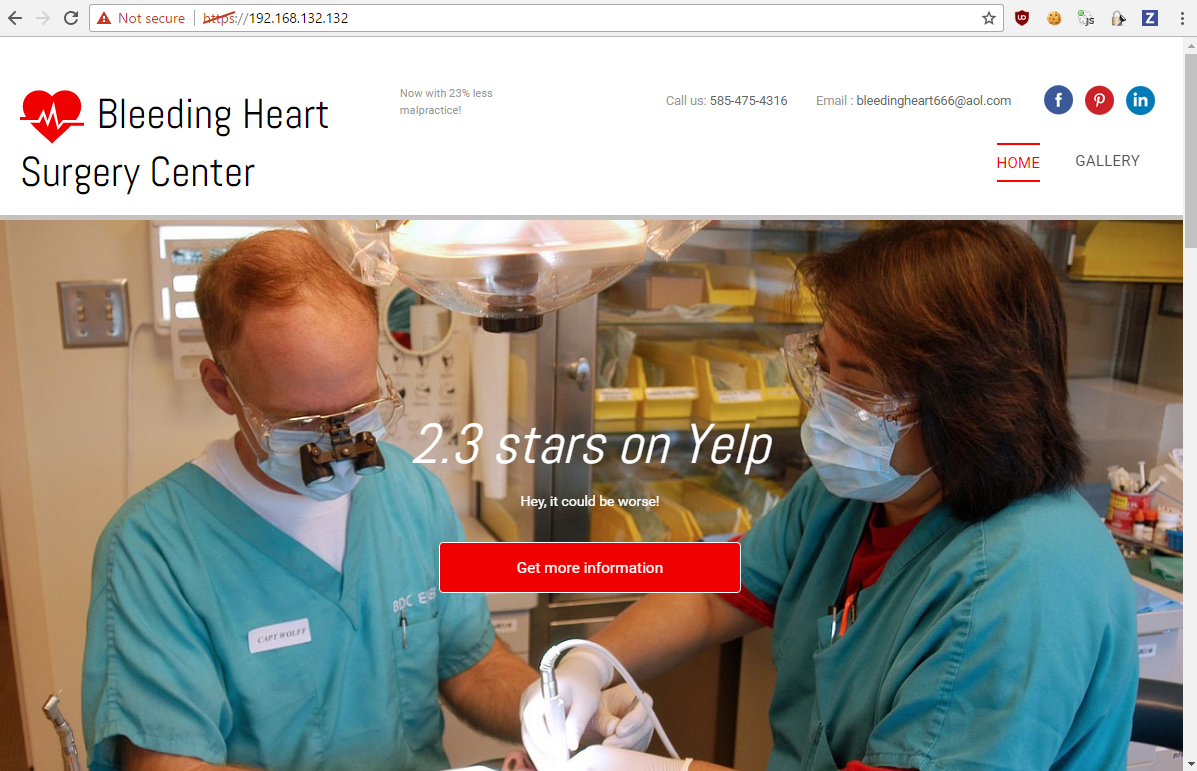 Not secure | https://192.168.132.132
Bleeding Heart
Surgery Center
Now with 23% less
malpractice!
Call us: 585-475-4316
Email : bleedingheart666@aol.com
HOME
GALLERY
2.3 stars on Yelp
Hey, it could be worse!
Get more information
CAPT WOLFF